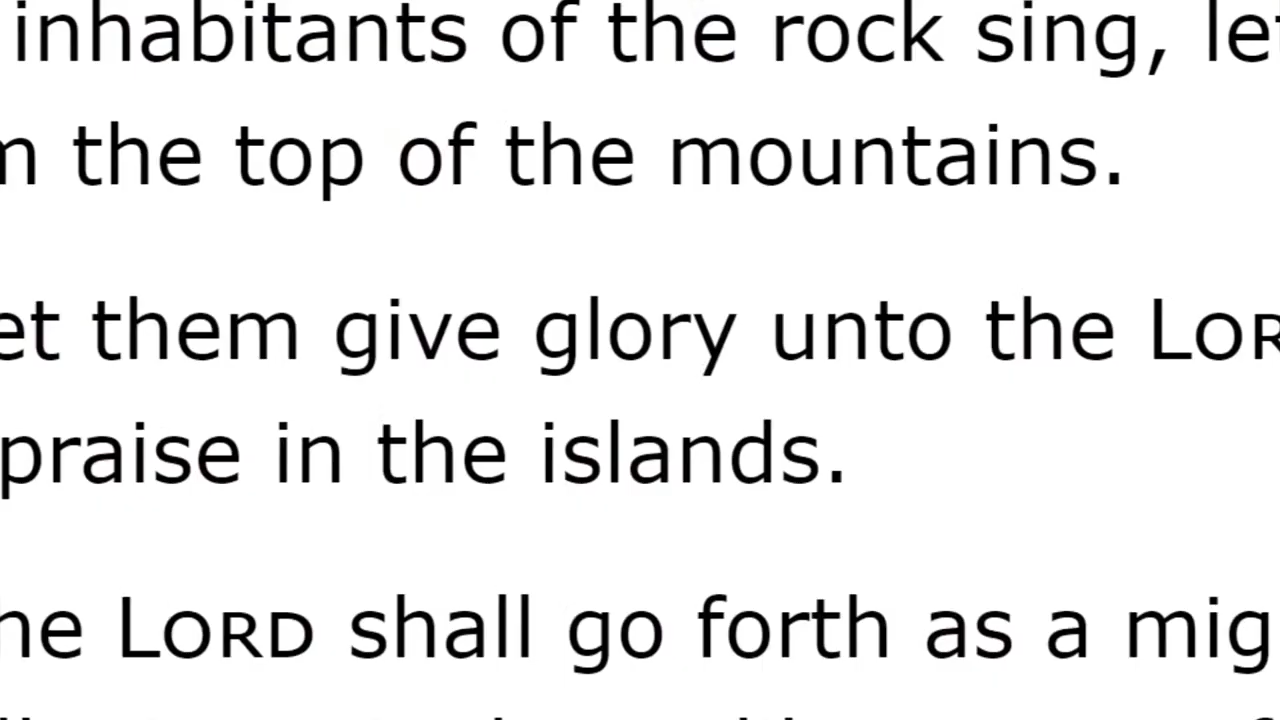 inhabitants of the rock sing, let
m the top of the mountains.
et them give glory unto the LOR
praise in the islands.
he LORD shall go forth as a mig